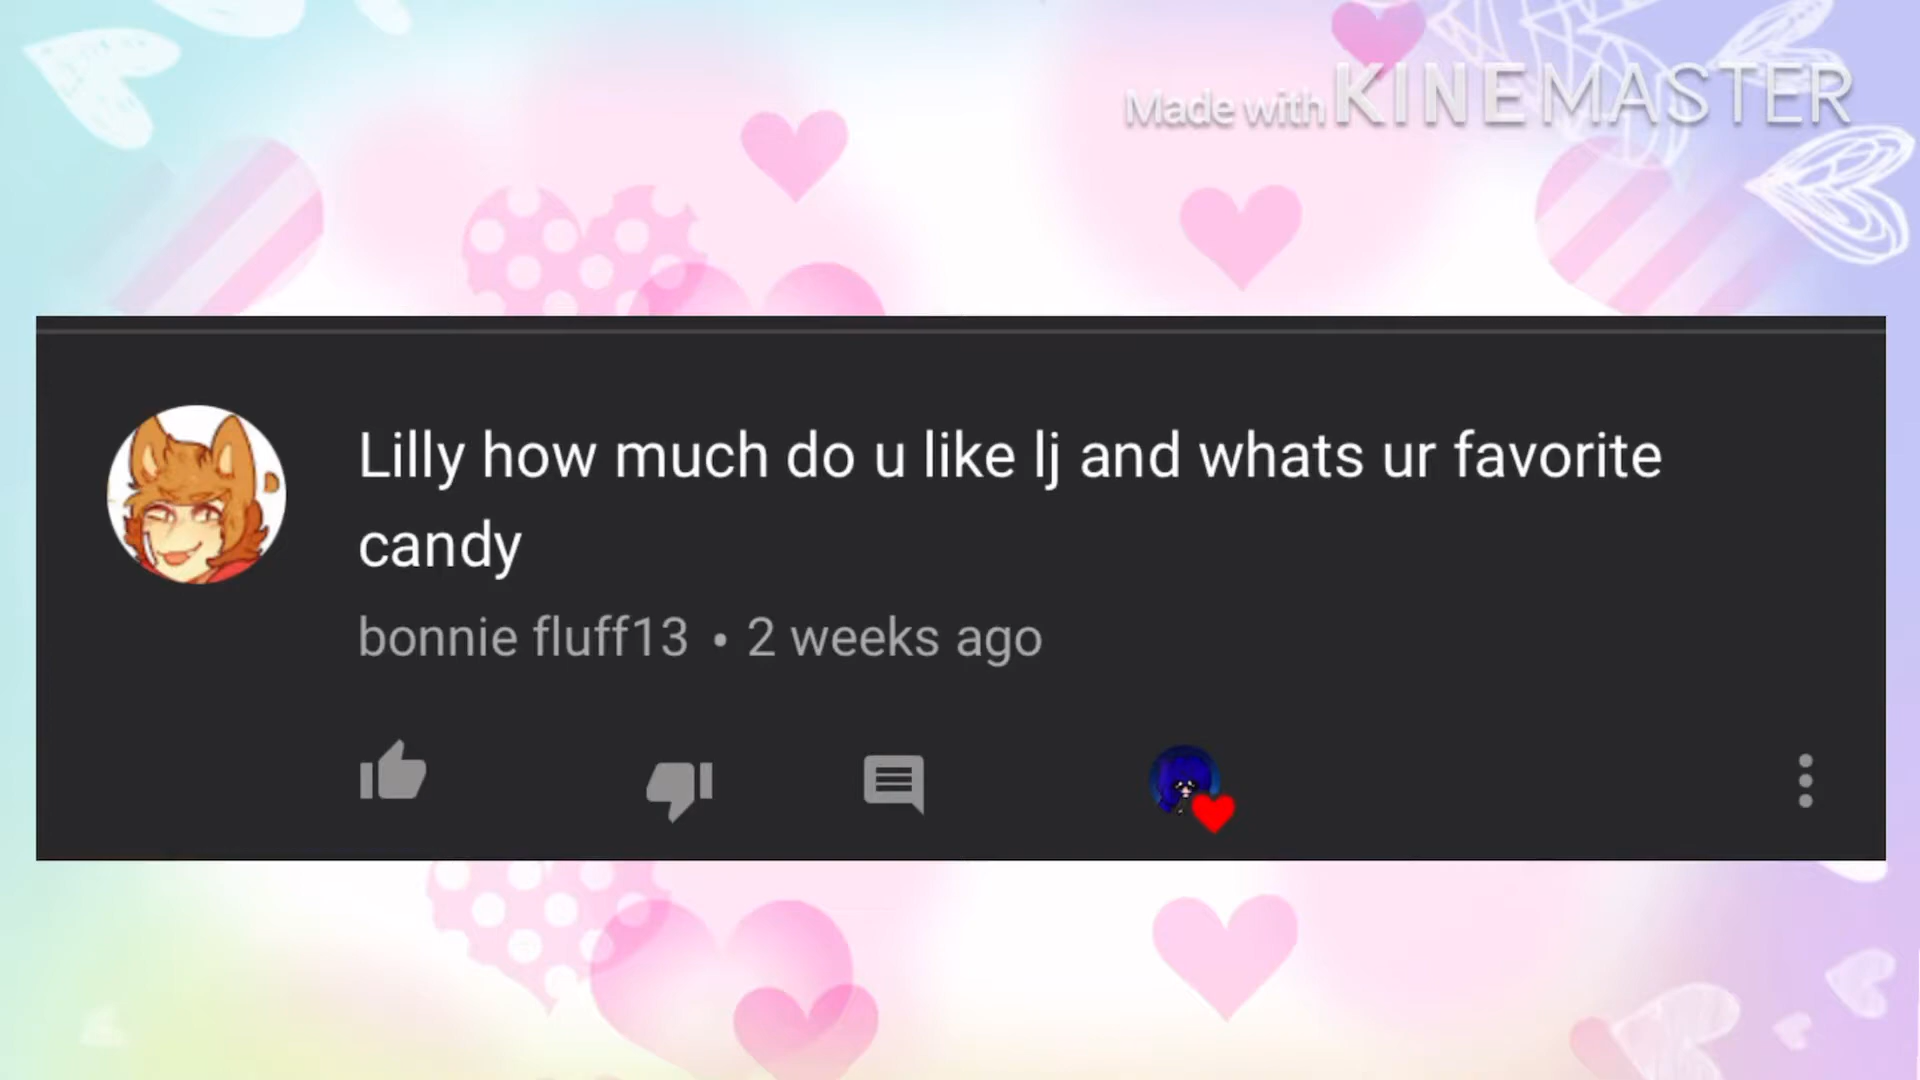 Made with KINEMASTER
Lilly how much do u like lj and whats ur favorite
candy
bonnie fluff13 • 2 weeks ago